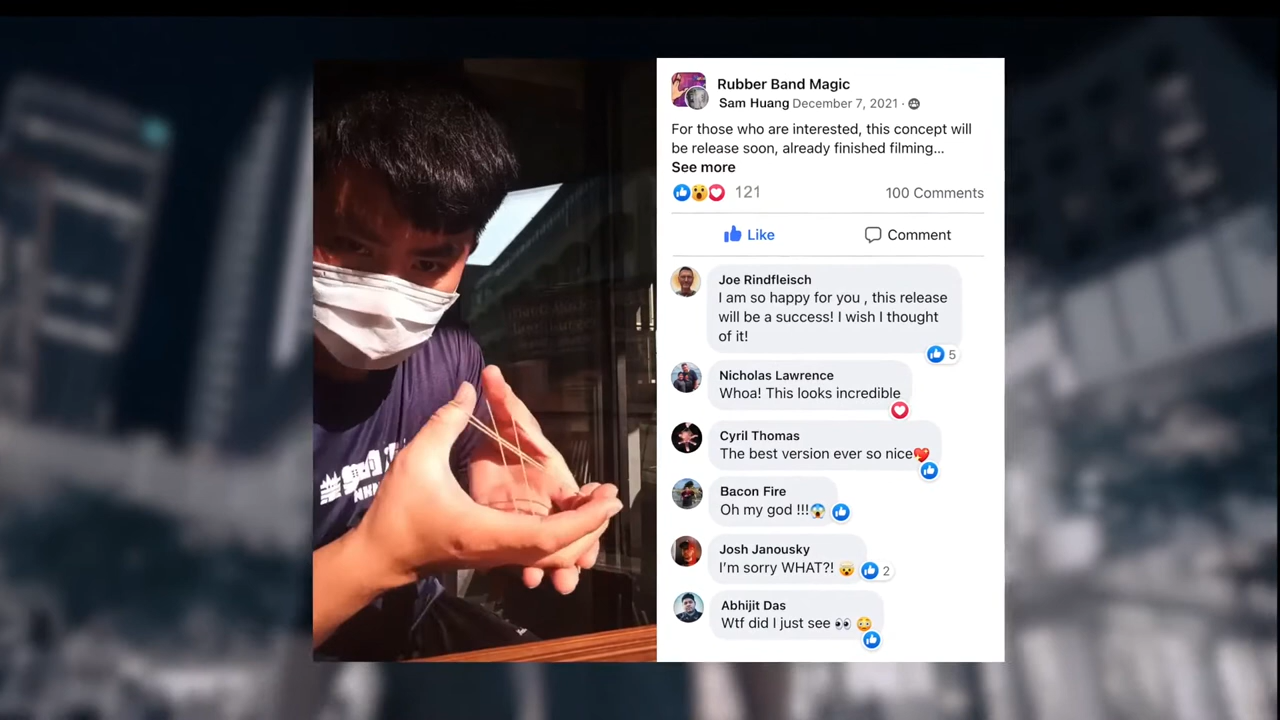 Rubber Band Magic
Sam Huang December 7, 2021 ·
For those who are interested, this concept will
be release soon, already finished filming...
See more
121
100 Comments
Like
Comment
Joe Rindfleisch
I am so happy for you , this release
will be a success! I wish I thought
of it!
5
Nicholas Lawrence
Whoa! This looks incredible
Cyril Thomas
The best version ever so nice💖
Bacon Fire
Oh my god !!!😱
Josh Janousky
I'm sorry WHAT?! 🤯
2
Abhijit Das
Wtf did I just see 👀 😳